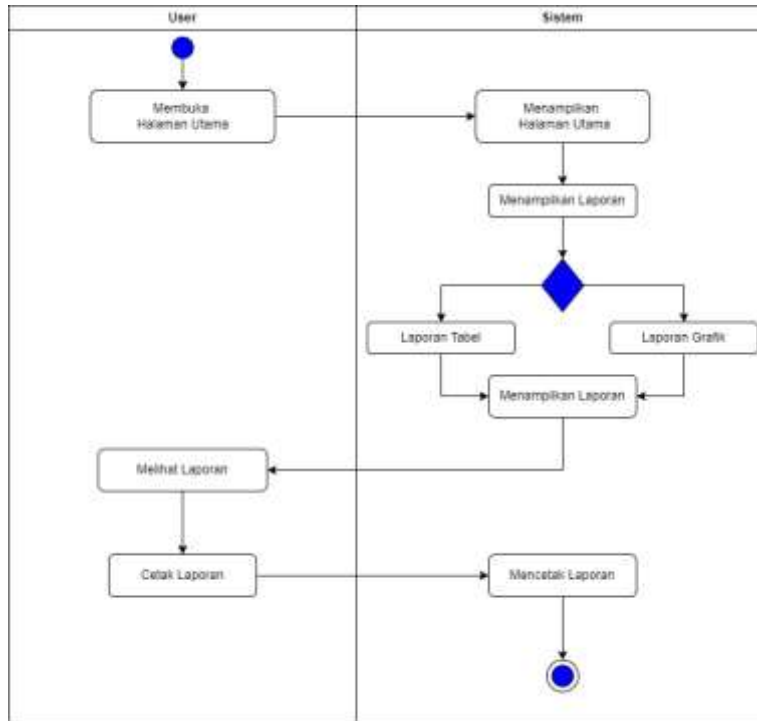 User
Sistem
Membuka
Halaman Utama
Menampilkan
Halaman Utama
Menampilkan Laporan
Laporan Tabel
Laporan Grafik
Menampilkan Laporan
Melihat Laporan
Cetak Laporan
Mencetak Laporan